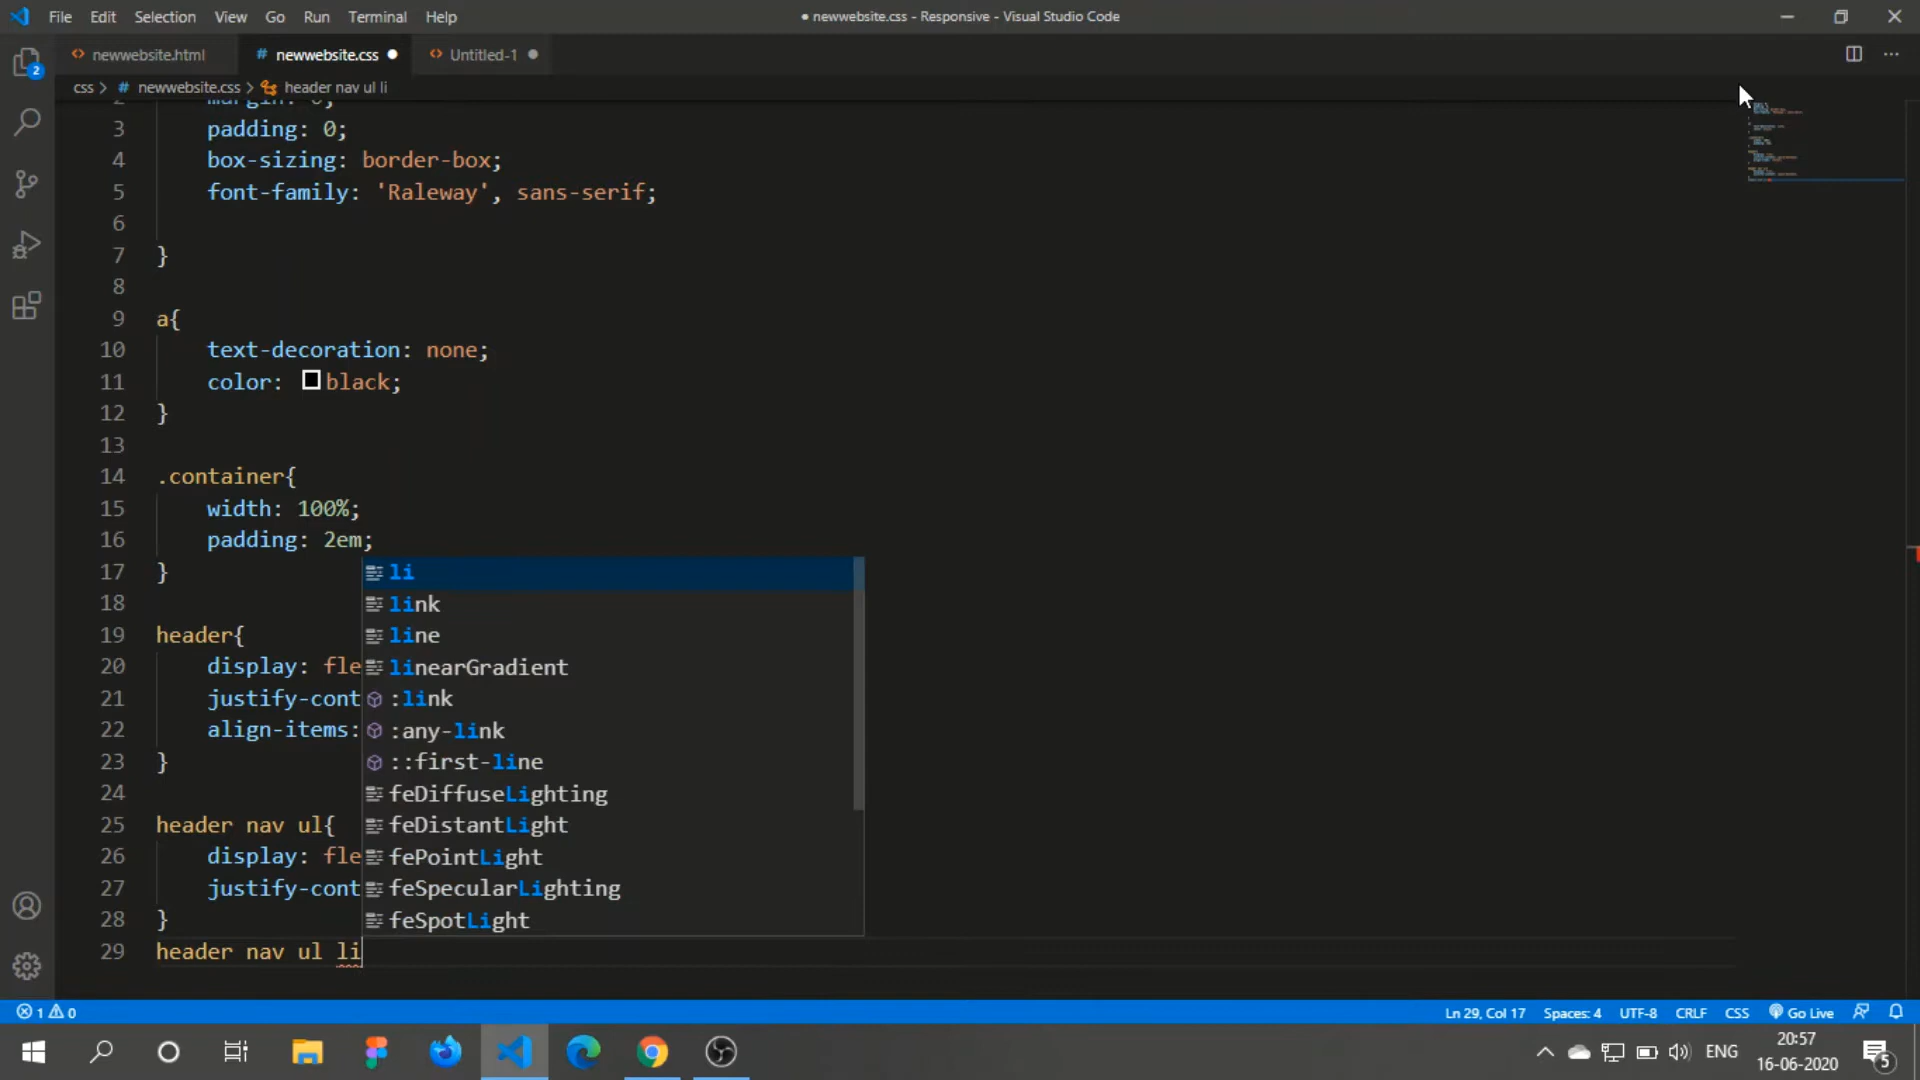 File Edit Selection View Go Run Terminal Help
● newwebsite.css - Responsive - Visual Studio Code
newwebsite.html
# newwebsite.css ●
Untitled-1 ●
css > # newwebsite.css > header nav ul li
2 margin: 0;
3 padding: 0;
4 box-sizing: border-box;
5 font-family: 'Raleway', sans-serif;
6
7 }
8
9 a{
10 text-decoration: none;
11 color: black;
12 }
13
14 .container{
15 width: 100%;
16 padding: 2em;
17 }
18
19 header{
20 display: fle
21 justify-cont
22 align-items:
23 }
24
25 header nav ul{
26 display: fle
27 justify-cont
28 }
29 header nav ul li
li
link
line
linearGradient
:link
:any-link
::first-line
feDiffuseLighting
feDistantLight
fePointLight
feSpecularLighting
feSpotLight
2
1 0
Ln 29, Col 17 Spaces: 4 UTF-8 CRLF CSS Go Live
ENG
20:57
16-06-2020
5